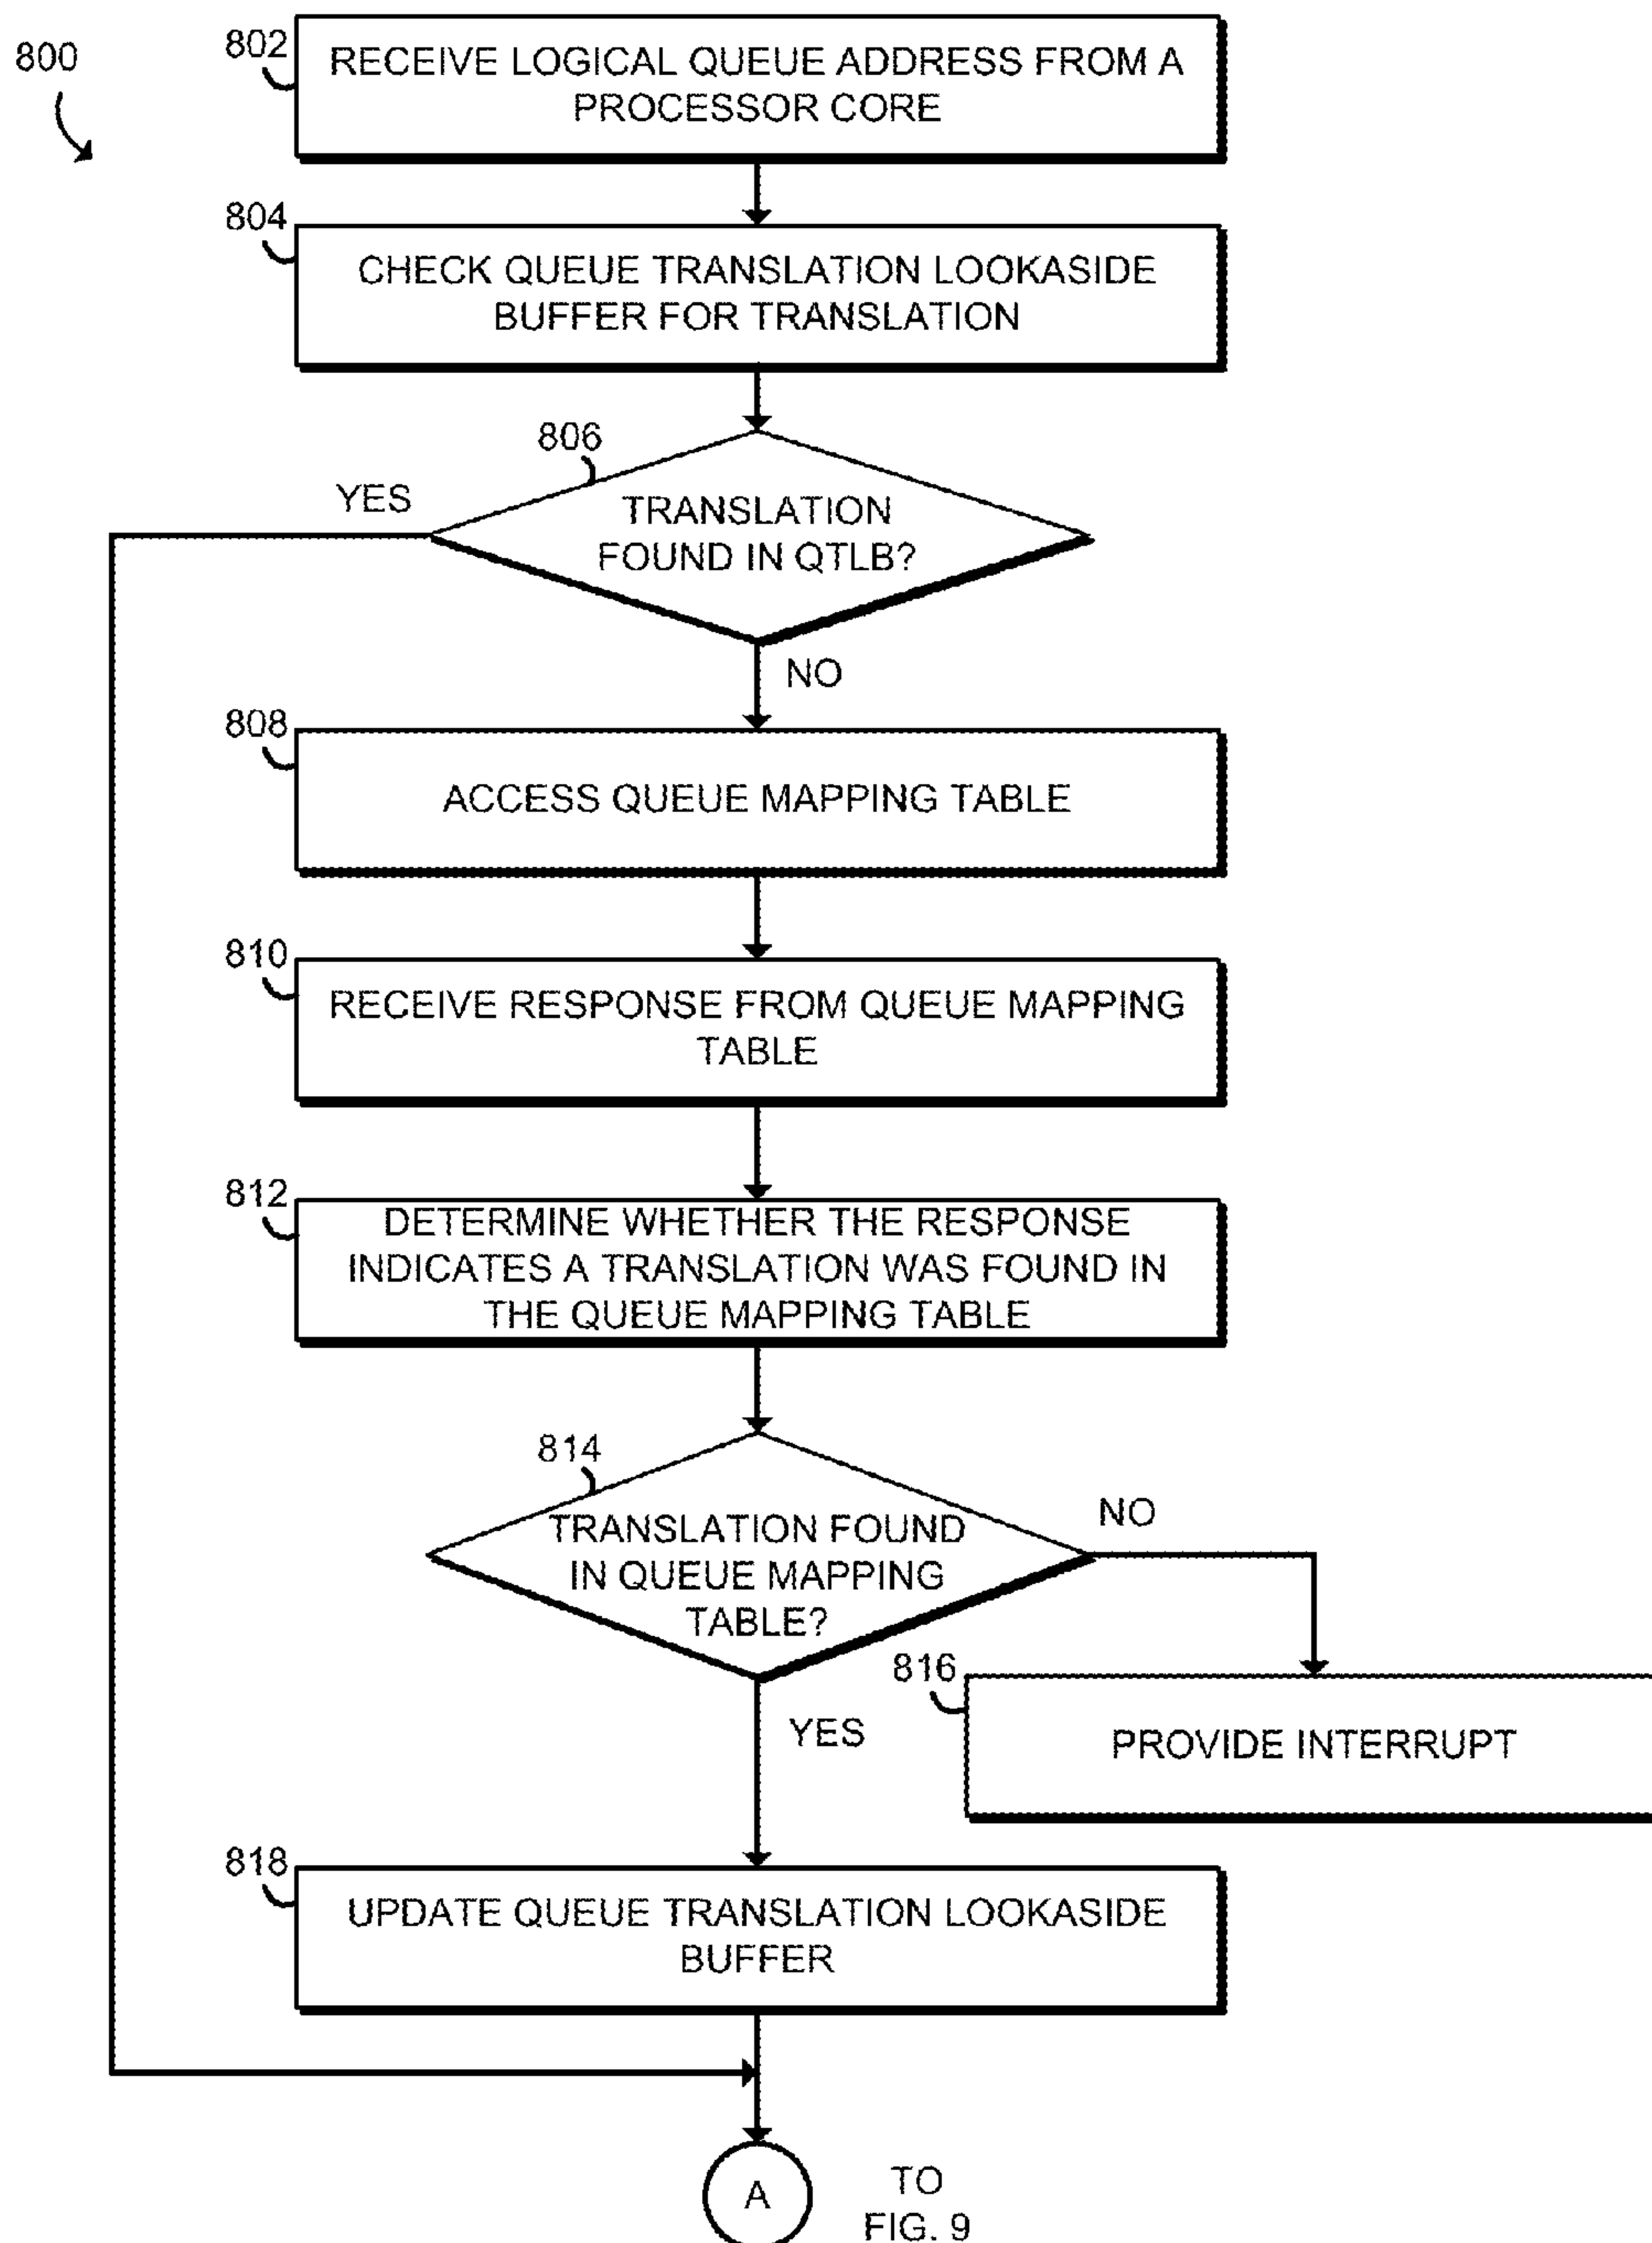 800
802
RECEIVE LOGICAL QUEUE ADDRESS FROM A
PROCESSOR CORE
804
CHECK QUEUE TRANSLATION LOOKASIDE
BUFFER FOR TRANSLATION
806
YES
TRANSLATION
FOUND IN QTLB?
NO
808
ACCESS QUEUE MAPPING TABLE
810
RECEIVE RESPONSE FROM QUEUE MAPPING
TABLE
812
DETERMINE WHETHER THE RESPONSE
INDICATES A TRANSLATION WAS FOUND IN
THE QUEUE MAPPING TABLE
814
NO
TRANSLATION FOUND
IN QUEUE MAPPING
TABLE?
816
YES
PROVIDE INTERRUPT
818
UPDATE QUEUE TRANSLATION LOOKASIDE
BUFFER
A
TO
FIG. 9